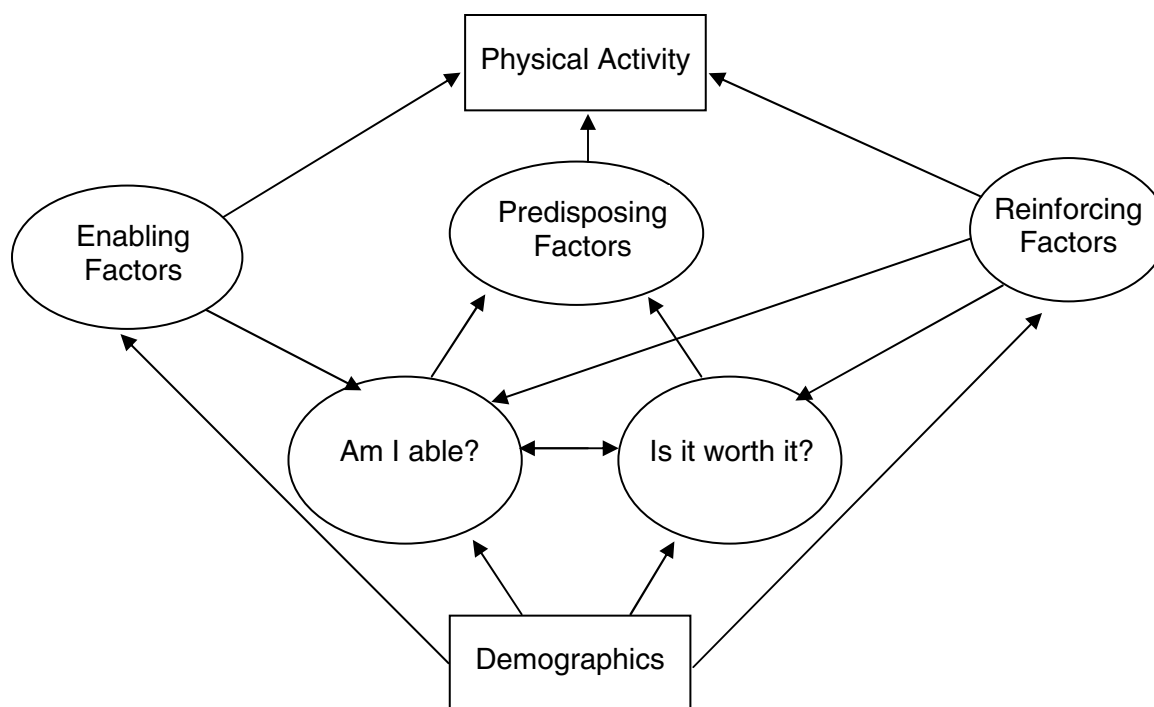 Physical Activity
Enabling
Factors
Predisposing
Factors
Reinforcing
Factors
Am I able?
Is it worth it?
Demographics